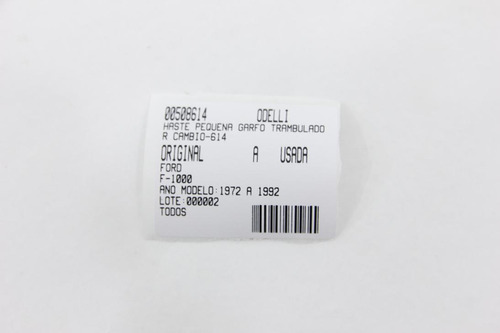 00508614 ODELLI
HASTE PEQUENA GARFO TRAMBULADO
R CAMBIO-614
ORIGINAL A USADA
FORD
F-1000
ANO MODELO:1972 A 1992
LOTE:000002
TODOS